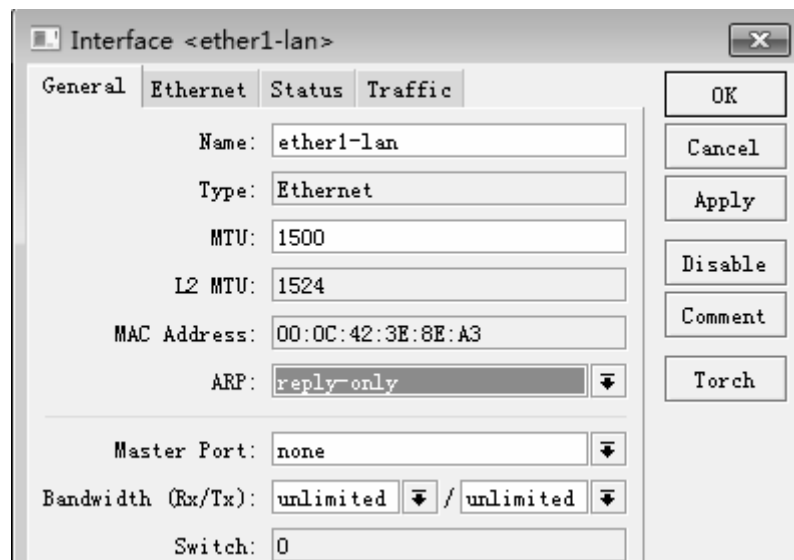 Interface <ether1-lan>
General Ethernet Status Traffic
OK
Name: ether1-lan
Cancel
Type: Ethernet
Apply
MTU: 1500
Disable
L2 MTU: 1524
Comment
MAC Address: 00:0C:42:3E:8E:A3
ARP: reply-only
Torch
Master Port: none
Bandwidth (Rx/Tx): unlimited / unlimited
Switch: 0